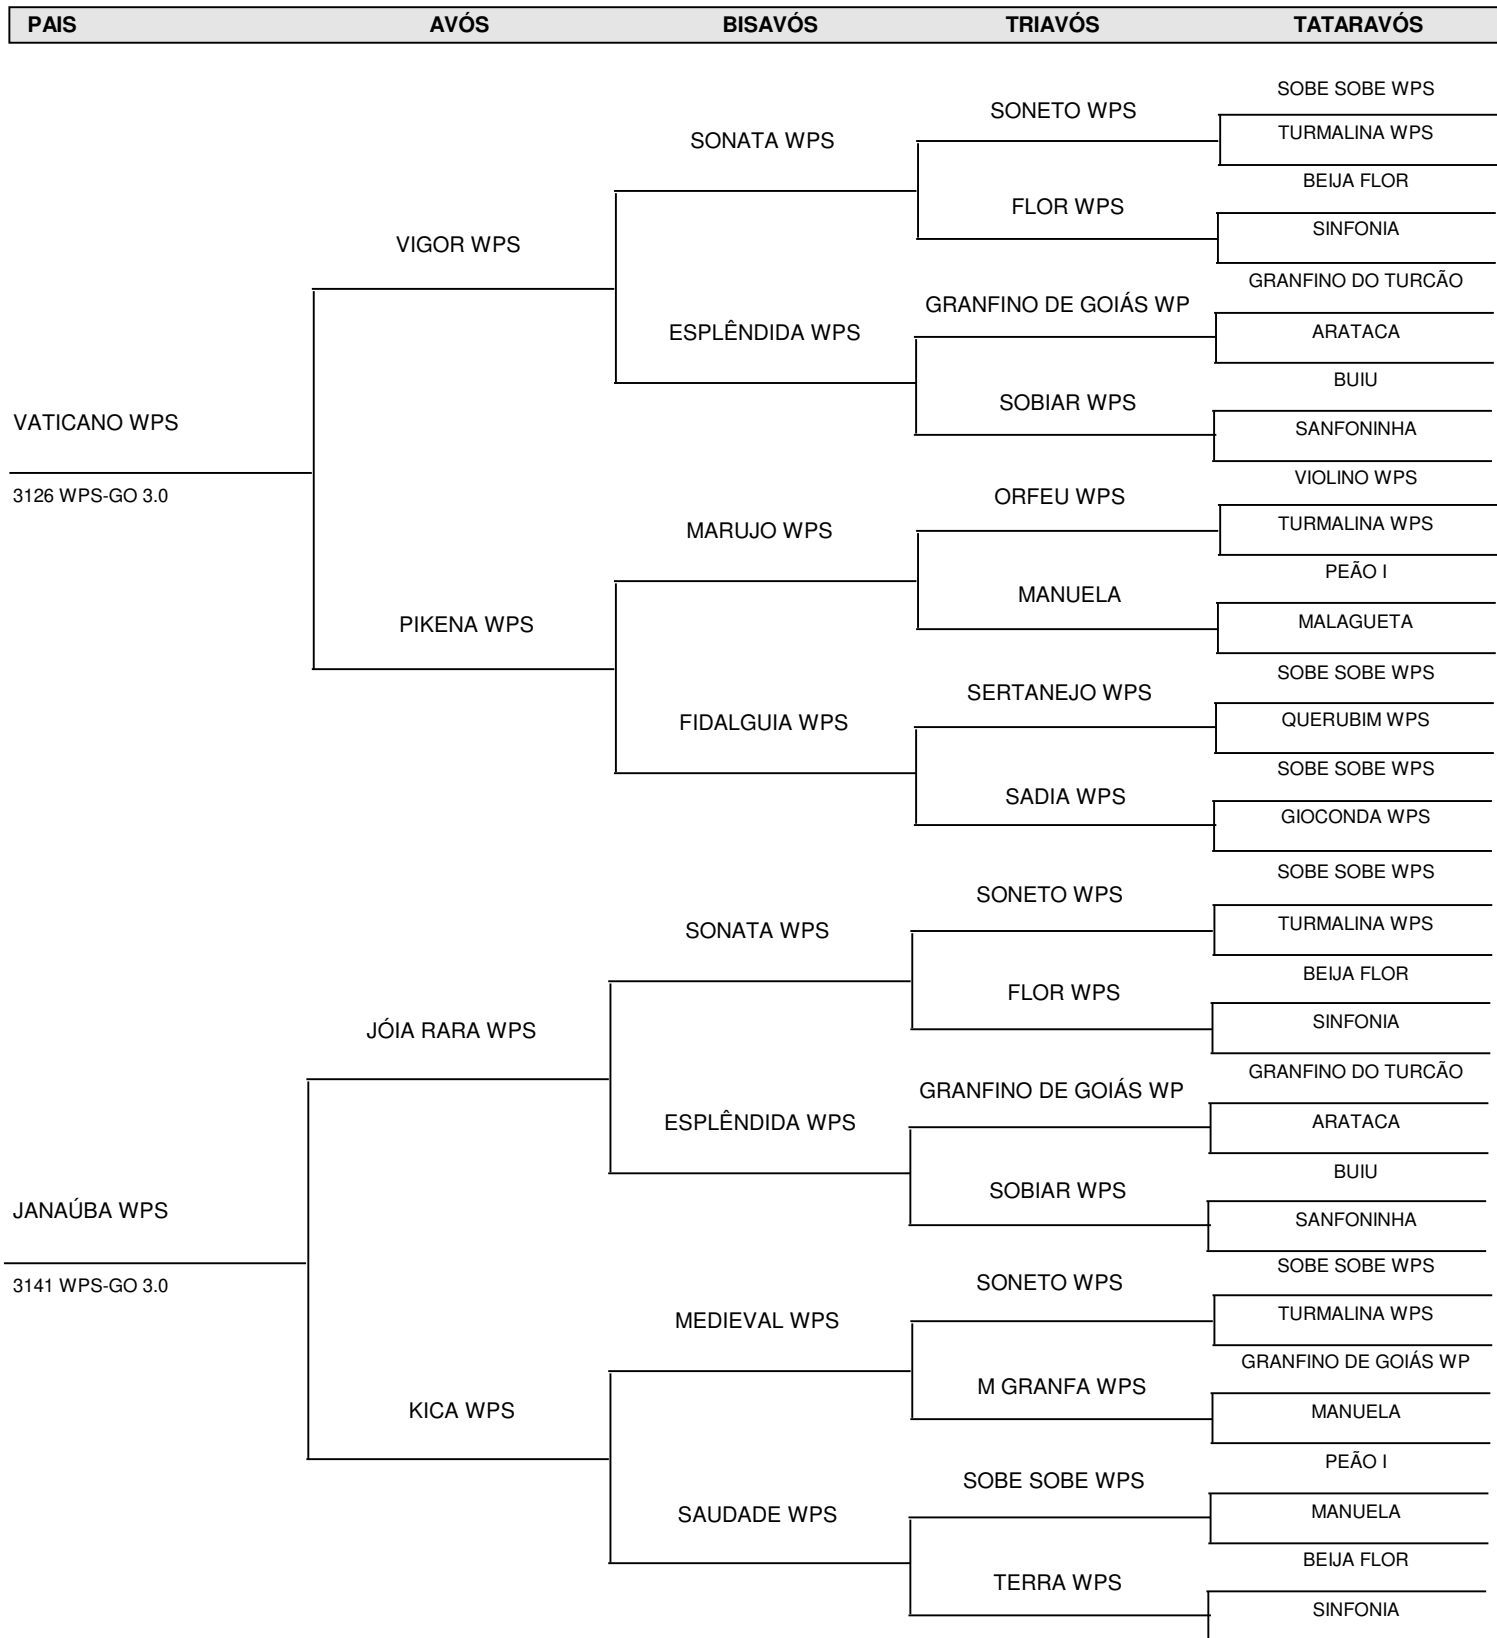 PAIS AVÓS BISAVÓS TRIAVÓS TATARAVÓS
SOBE SOBE WPS
SONETO WPS
TURMALINA WPS
SONATA WPS
BEIJA FLOR
FLOR WPS
SINFONIA
VIGOR WPS
GRANFINO DO TURCÃO
GRANFINO DE GOIÁS WP
ARATACA
ESPLÊNDIDA WPS
BUIU
SOBIAR WPS
SANFONINHA
VATICANO WPS
3126 WPS-GO 3.0
VIOLINO WPS
ORFEU WPS
TURMALINA WPS
MARUJO WPS
PEÃO I
MANUELA
MALAGUETA
PIKENA WPS
SOBE SOBE WPS
SERTANEJO WPS
QUERUBIM WPS
FIDALGUIA WPS
SOBE SOBE WPS
SADIA WPS
GIOCONDA WPS
SOBE SOBE WPS
SONETO WPS
TURMALINA WPS
SONATA WPS
BEIJA FLOR
FLOR WPS
SINFONIA
JÓIA RARA WPS
GRANFINO DO TURCÃO
GRANFINO DE GOIÁS WP
ARATACA
ESPLÊNDIDA WPS
BUIU
SOBIAR WPS
SANFONINHA
JANAÚBA WPS
3141 WPS-GO 3.0
SOBE SOBE WPS
SONETO WPS
TURMALINA WPS
MEDIEVAL WPS
GRANFINO DE GOIÁS WP
M GRANFA WPS
MANUELA
KICA WPS
PEÃO I
SOBE SOBE WPS
MANUELA
SAUDADE WPS
BEIJA FLOR
TERRA WPS
SINFONIA